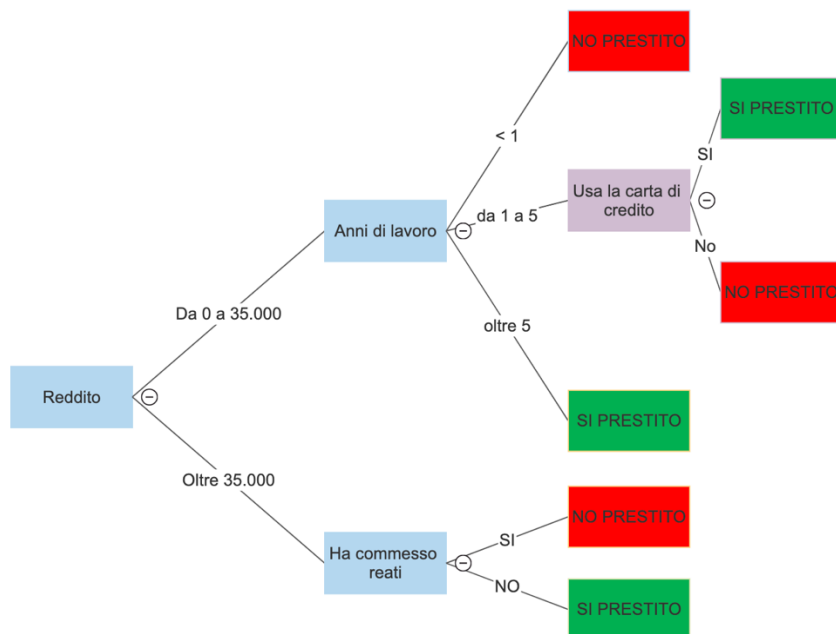 NO PRESTITO
SI PRESTITO
< 1
SI
Usa la carta di
credito
da 1 a 5
Anni di lavoro
No
NO PRESTITO
Da 0 a 35.000
oltre 5
Reddito
SI PRESTITO
Oltre 35.000
NO PRESTITO
SI
Ha commesso
reati
NO
SI PRESTITO